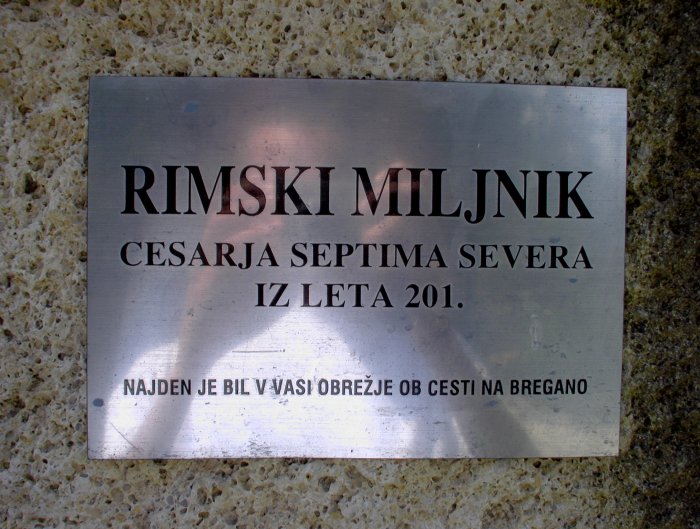 RIMSKI MILJNIK
CESARJA SEPTIMA SEVERA
IZ LETA 201.
NAJDEN JE BIL V VASI OBREŽJE OB CESTI NA BREGANO